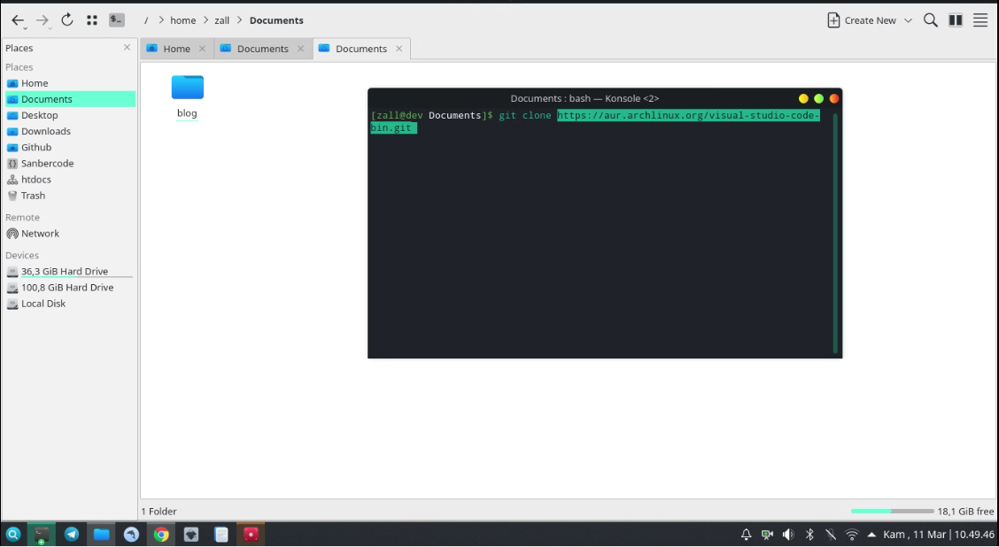 / > home > zall > Documents
Create New
Places
Home
Documents
Documents
Places
Home
Documents
Desktop
Downloads
Github
Sanbercode
htdocs
Trash
Remote
Network
Devices
36,3 GiB Hard Drive
100,8 GiB Hard Drive
Local Disk
blog
Documents : bash — Konsole <2>
[zall@dev Documents]$ git clone https://aur.archlinux.org/visual-studio-code-
bin.git
1 Folder
18,1 GiB free
Kam , 11 Mar | 10.49.46